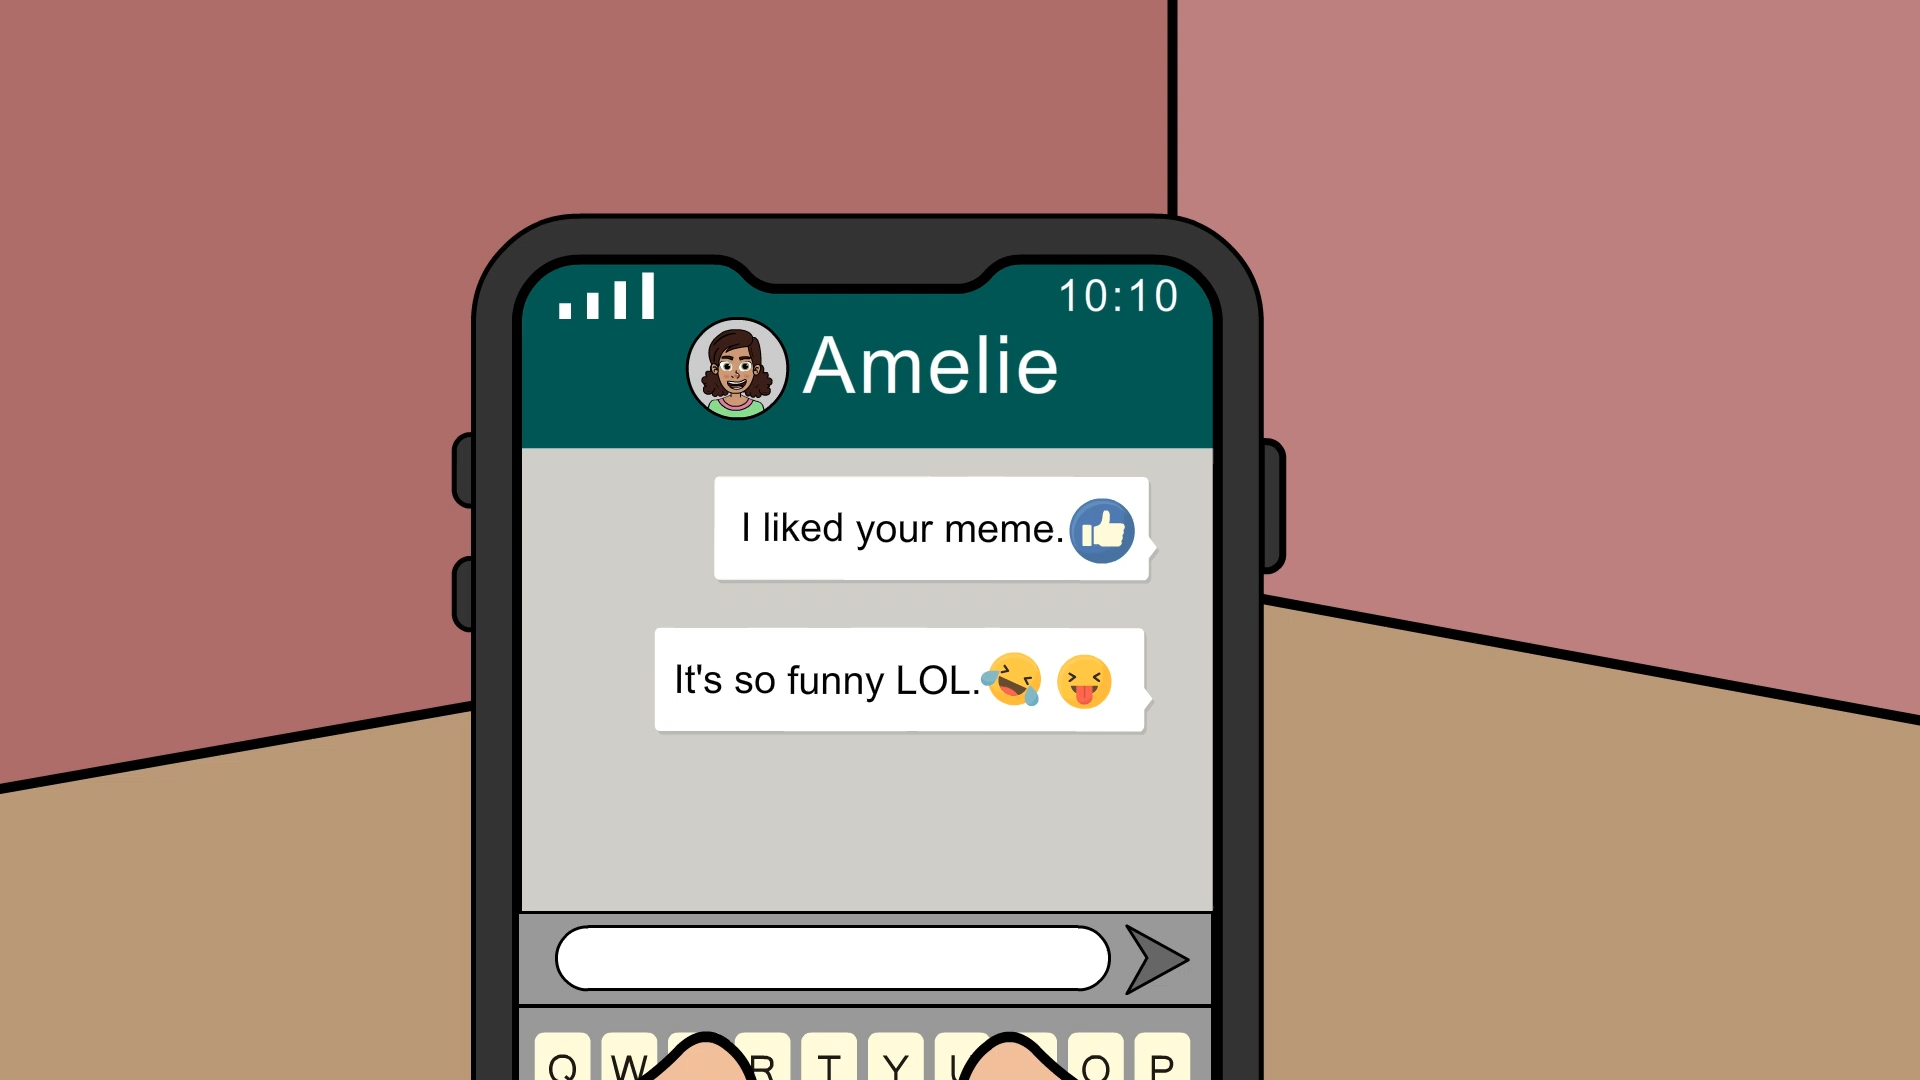 10:10
Amelie
I liked your meme.
It's so funny LOL.
Q W R T Y U O P